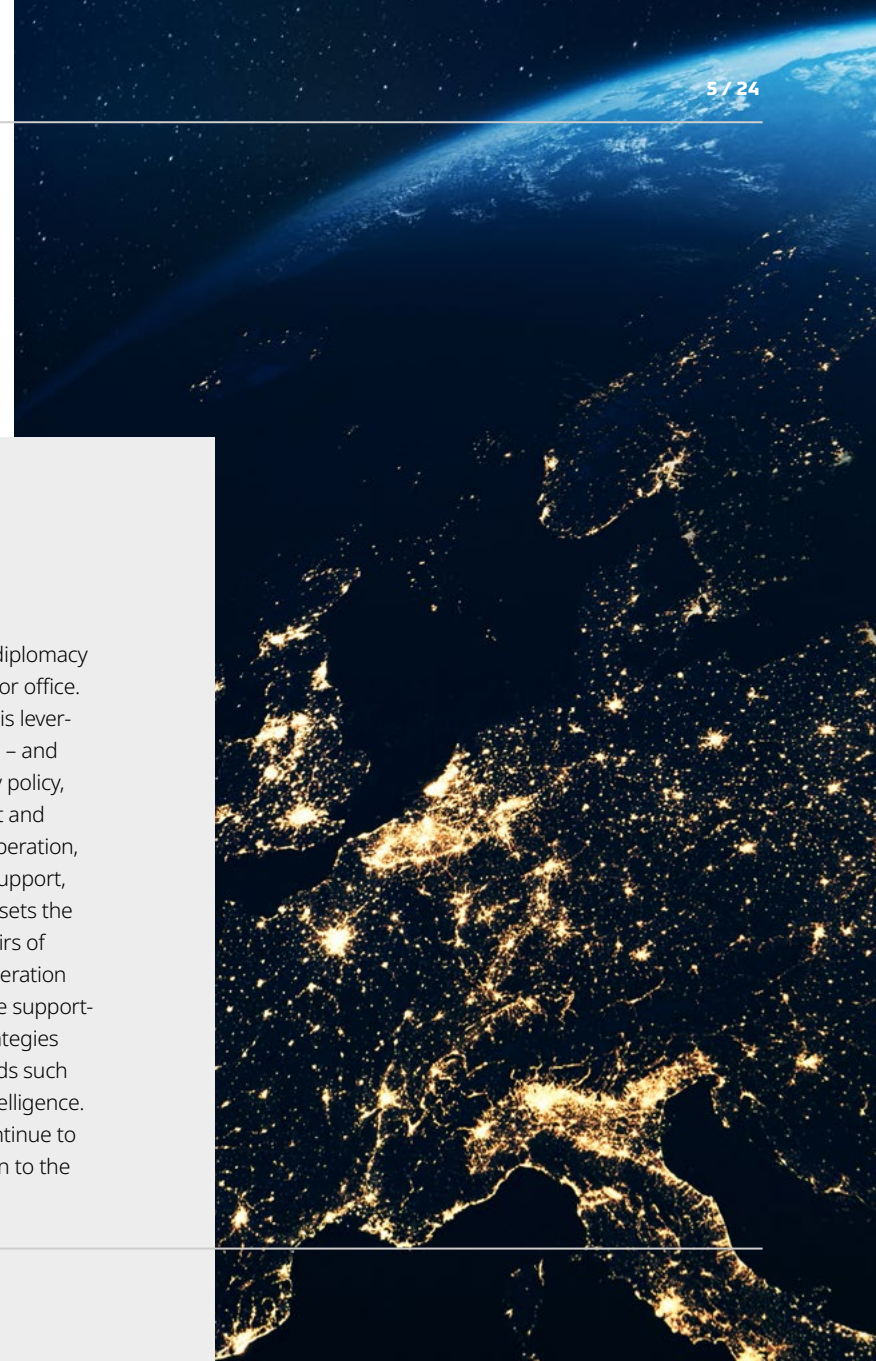 5 / 24
diplomacy
or office.
is lever-
– and
policy,
t and
peration,
upport,
sets the
irs of
eration
e support-
tegies
ds such
elligence.
ntinue to
n to the